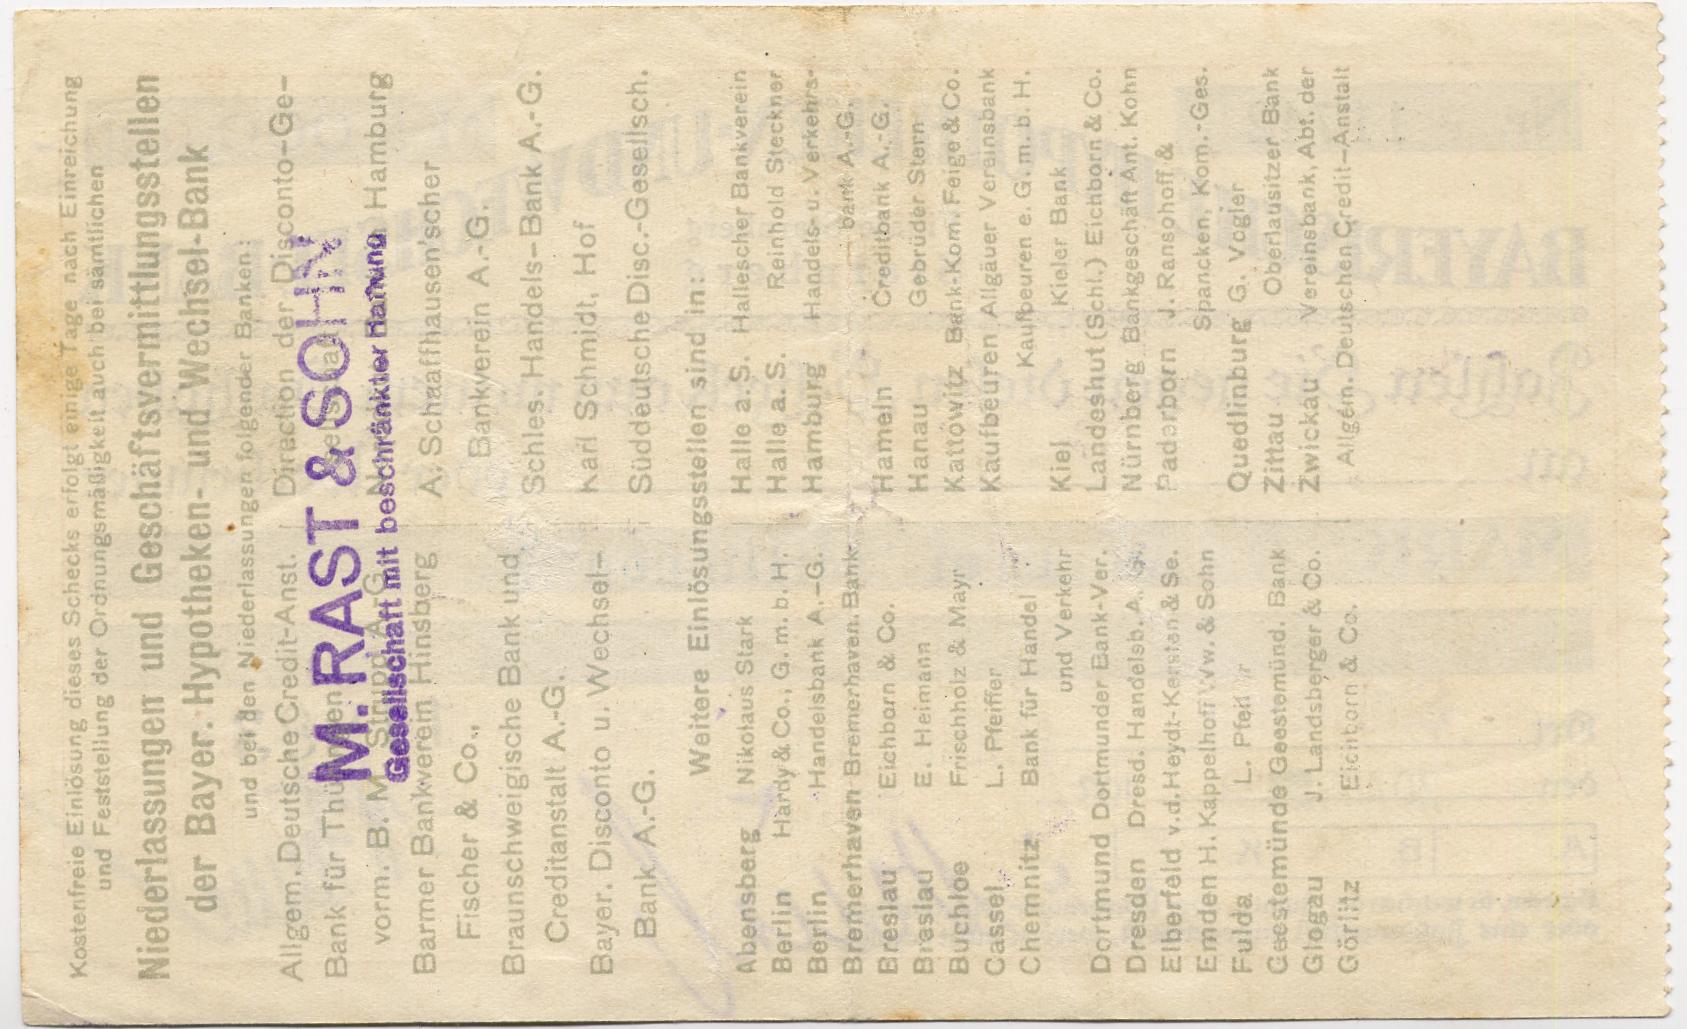 Kostenfreie Einlösung dieses Schecks erfolgt einige Tage nach Einreichung
und Feststellung der Ordnungsmäßigkeit auch bei sämtlichen
Niederlassungen und Geschäftsvermittlungsstellen
der Bayer. Hypotheken- und Wechsel-Bank
und bei den Niederlassungen folgender Banken:
Allgem. Deutsche Credit-Anst.
Bank für Thüringen
vorm. B. M. Strupp A.-G.
Barmer Bankverein Hinsberg
Fischer & Co.,
Braunschweigische Bank und
Creditanstalt A.-G.
Bayer. Disconto u. Wechsel-
Bank A.-G.
Direction der Disconto-Ge-
sellschaft
Hamburg
A. Schaaffhausen'scher
Bankverein A.-G.
Schles. Handels-Bank A.-G.
Karl Schmidt, Hof
Süddeutsche Disc.-Gesellsch.
M. RAST & SOHN
Gesellschaft mit beschränkter Haftung
Weitere Einlösungsstellen sind in:
Abensberg Nikolaus Stark
Berlin Hardy & Co., G. m. b. H.
Berlin Handelsbank A.-G.
Bremerhaven Bremerhaven. Bank
Breslau Eichborn & Co.
Breslau E. Heimann
Buchloe Frischholz & Mayr
Cassel L. Pfeiffer
Chemnitz Bank für Handel
und Verkehr
Dortmund Dortmunder Bank-Ver.
Dresden Dresd. Handelsb. A. G.
Elberfeld v. d. Heydt-Kersten & Se.
Emden H. Kappelhoff Ww. & Sohn
Fulda L. Pfeiffer
Geestemünde Geestemünd. Bank
Glogau J. Landsberger & Co.
Görlitz Eichborn & Co.
Halle a. S. Hallescher Bankverein
Halle a. S. Reinhold Steckner
Hamburg Handels- u. Verkehrs-
bank A.-G.
Hameln Creditbank A.-G.
Hanau Gebrüder Stern
Kattowitz Bank-Kom. Feige & Co.
Kaufbeuren Allgäuer Vereinsbank
Kaufbeuren e. G. m. b. H.
Kiel Kieler Bank
Landeshut (Schl.) Eichborn & Co.
Nürnberg Bankgeschäft Ant. Kohn
Paderborn J. Ransohoff &
Spancken, Kom.-Ges.
Quedlinburg G. Vogler
Zittau Oberlausitzer Bank
Zwickau Vereinsbank, Abt. der
Allgem. Deutschen Credit-Anstalt